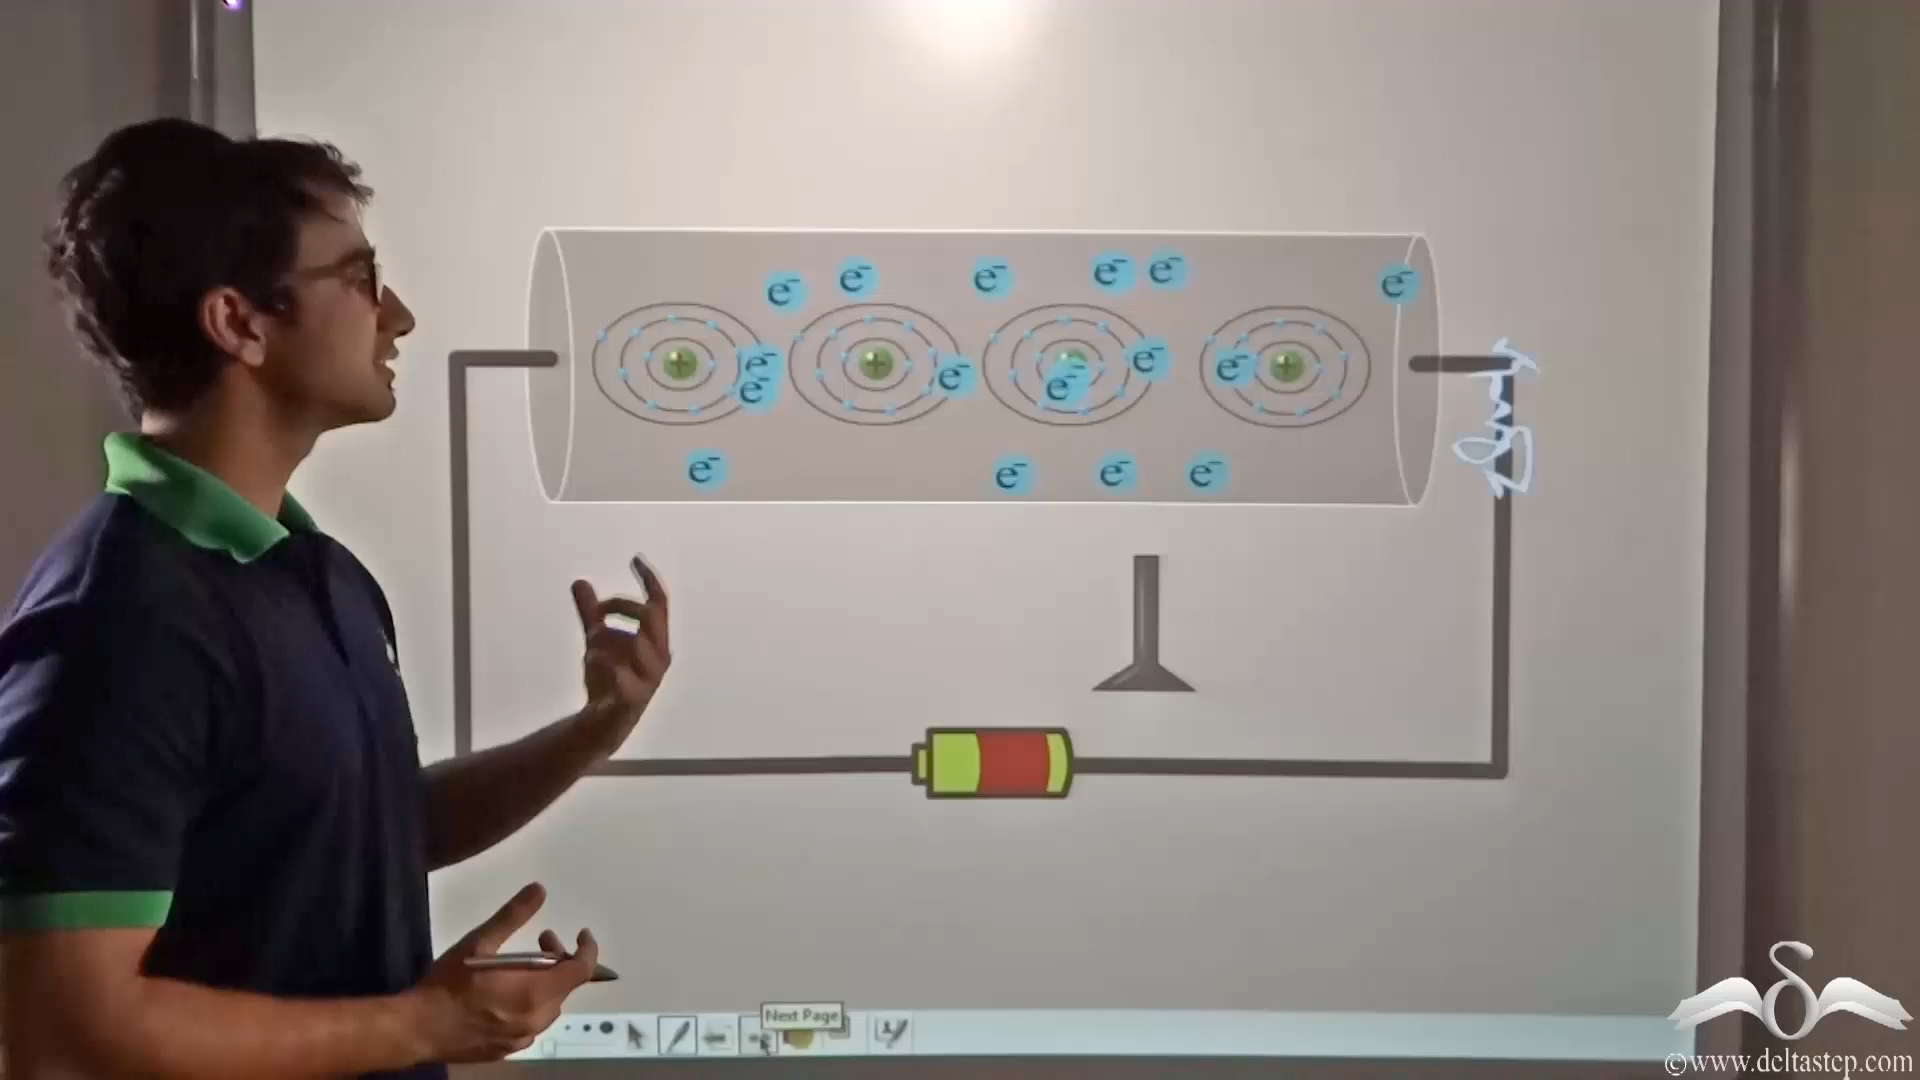 e⁻ e⁻ e⁻ e⁻ e⁻ e⁻
e⁻ e⁻ e⁻ e⁻ e⁻
e⁻ e⁻
e⁻ e⁻ e⁻ e⁻
Next Page
©www.deltastep.com